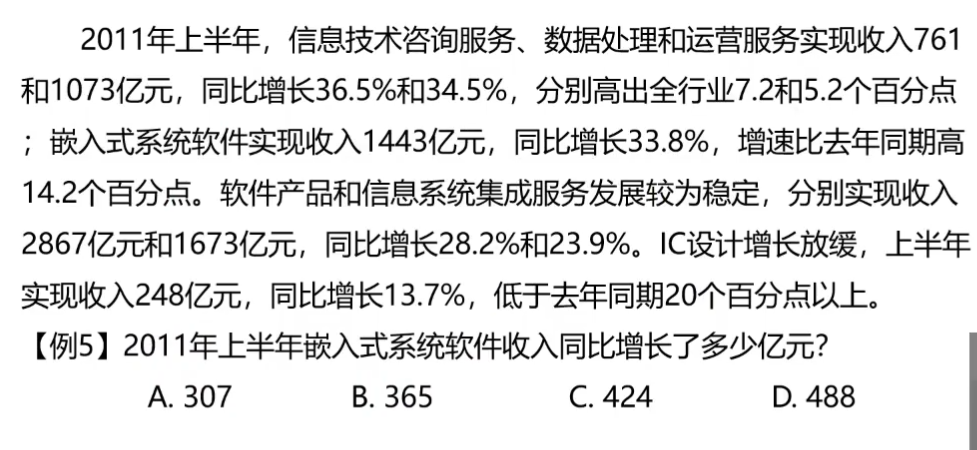 2011年上半年，信息技术咨询服务、数据处理和运营服务实现收入761
和1073亿元，同比增长36.5%和34.5%，分别高出全行业7.2和5.2个百分点
；嵌入式系统软件实现收入1443亿元，同比增长33.8%，增速比去年同期高
14.2个百分点。软件产品和信息系统集成服务发展较为稳定，分别实现收入
2867亿元和1673亿元，同比增长28.2%和23.9%。IC设计增长放缓，上半年
实现收入248亿元，同比增长13.7%，低于去年同期20个百分点以上。
【例5】2011年上半年嵌入式系统软件收入同比增长了多少亿元？
A. 307 B. 365 C. 424 D. 488